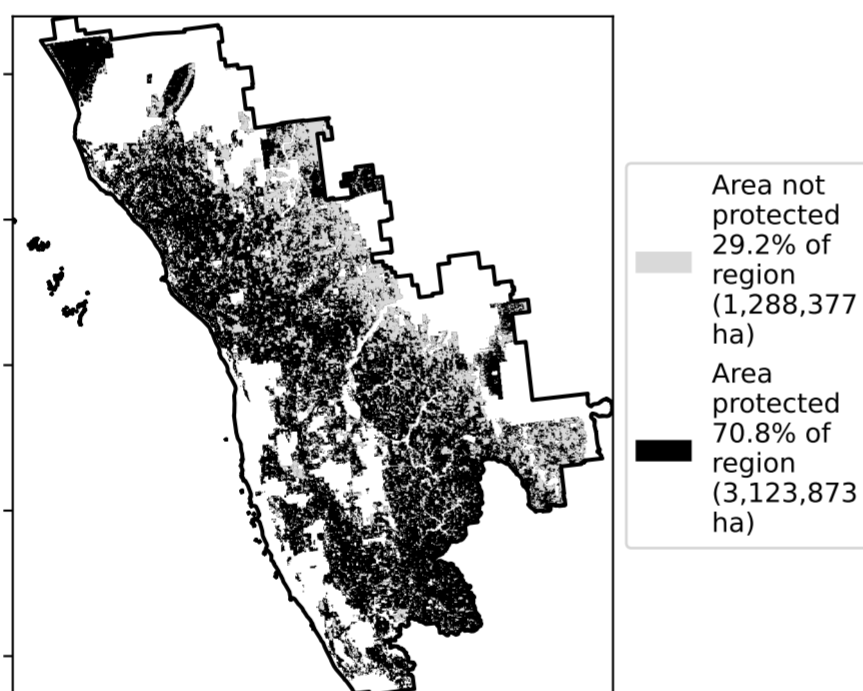 Area not
protected
29.2% of
region
(1,288,377
ha)
Area
protected
70.8% of
region
(3,123,873
ha)